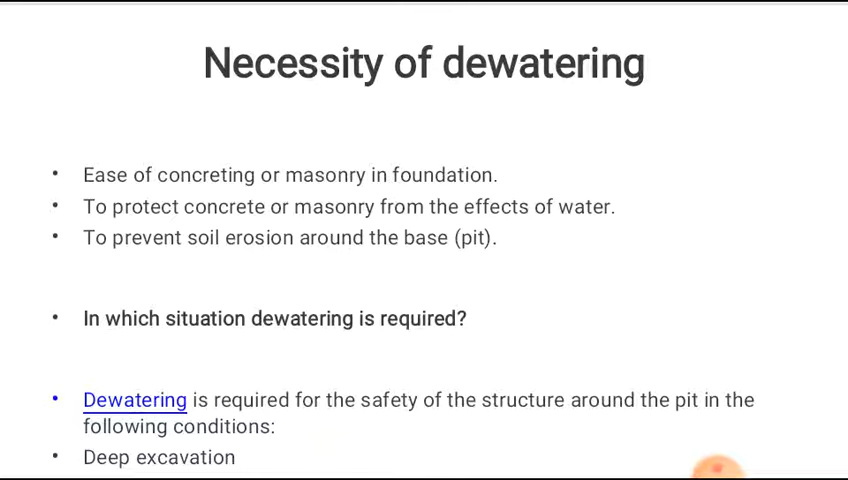 Necessity of dewatering
• Ease of concreting or masonry in foundation.
• To protect concrete or masonry from the effects of water.
• To prevent soil erosion around the base (pit).
• In which situation dewatering is required?
• Dewatering is required for the safety of the structure around the pit in the
following conditions:
• Deep excavation